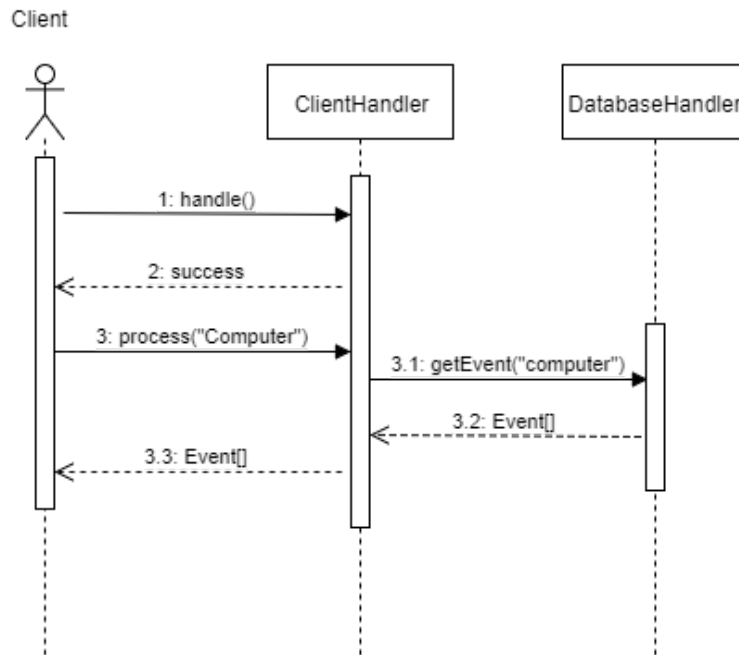 Client
ClientHandler
DatabaseHandler
1: handle()
2: success
3: process("Computer")
3.1: getEvent("computer")
3.2: Event[]
3.3: Event[]